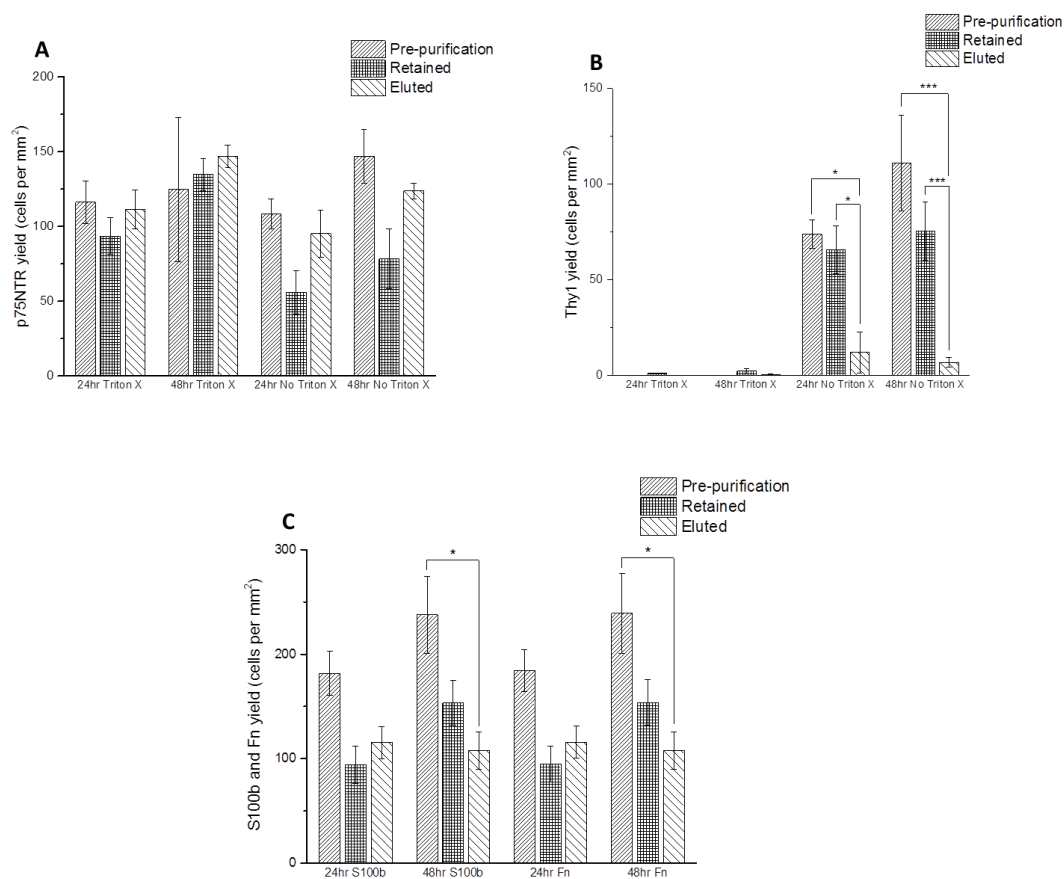 A
Pre-purification
Retained
Eluted
200
150
100
50
0
p75NTR yield (cells per mm²)
24hr Triton X 48hr Triton X 24hr No Triton X 48hr No Triton X
B
Pre-purification
Retained
Eluted
150
100
50
0
Thy1 yield (cells per mm²)
***
* ***
*
24hr Triton X 48hr Triton X 24hr No Triton X 48hr No Triton X
C
Pre-purification
Retained
Eluted
300
200
100
0
S100b and Fn yield (cells per mm²)
* *
24hr S100b 48hr S100b 24hr Fn 48hr Fn